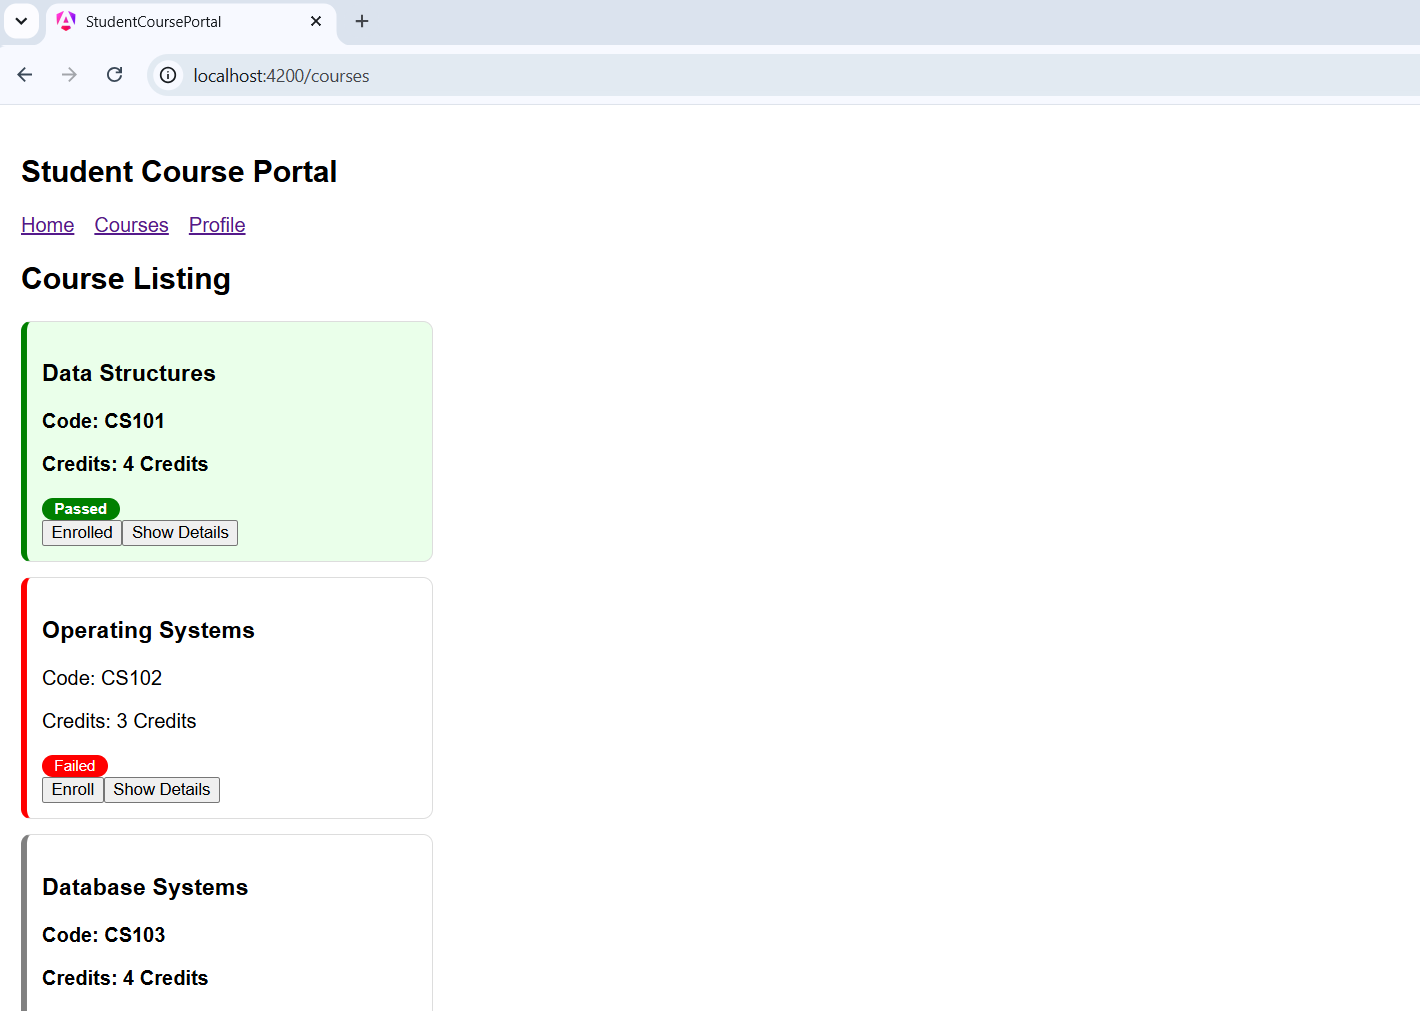 StudentCoursePortal
localhost:4200/courses
Student Course Portal
Home Courses Profile
Course Listing
Data Structures
Code: CS101
Credits: 4 Credits
Passed
Enrolled Show Details
Operating Systems
Code: CS102
Credits: 3 Credits
Failed
Enroll Show Details
Database Systems
Code: CS103
Credits: 4 Credits